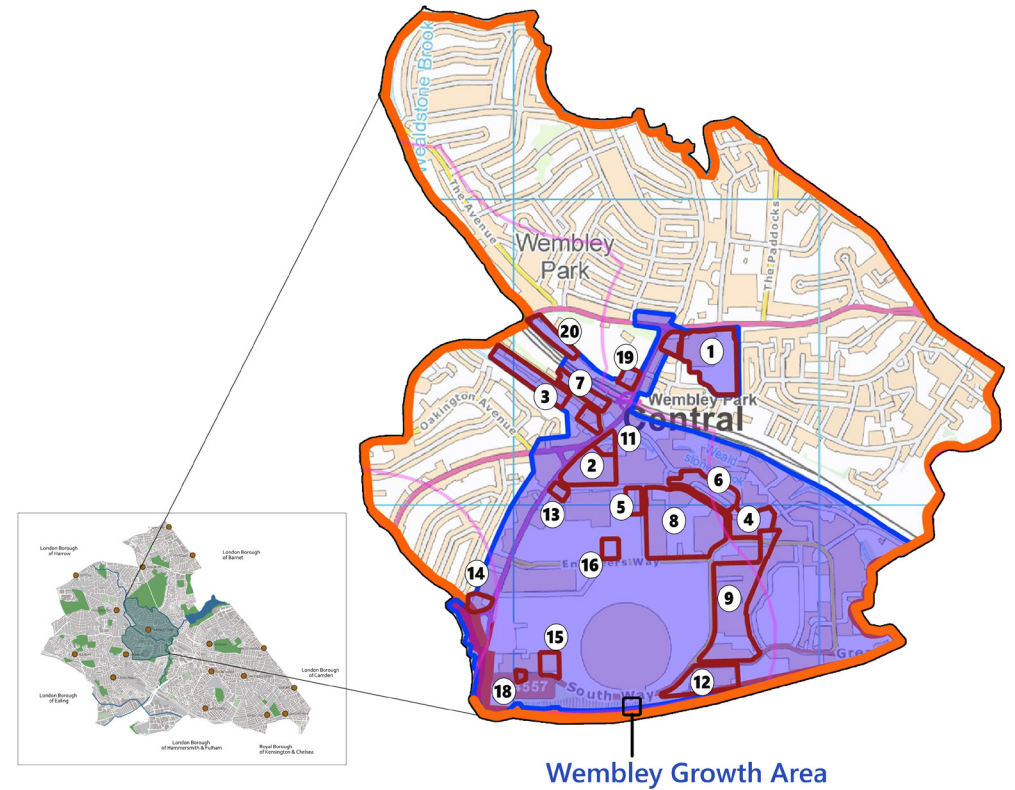 Wealdstone Brook
The Avenue
The Paddocks
Wembley
Park
20
19
1
7
3
Wembley Park
Central
Oakington Avenue
11
2
Weald
6
13
5
8
4
16
Engineers Way
14
9
15
12
18
South Way
Wembley Growth Area
London Borough
of Harrow
London Borough
of Barnet
London Borough
of Camden
London Borough
of Ealing
London Borough
of Hammersmith & Fulham
Royal Borough
of Kensington & Chelsea